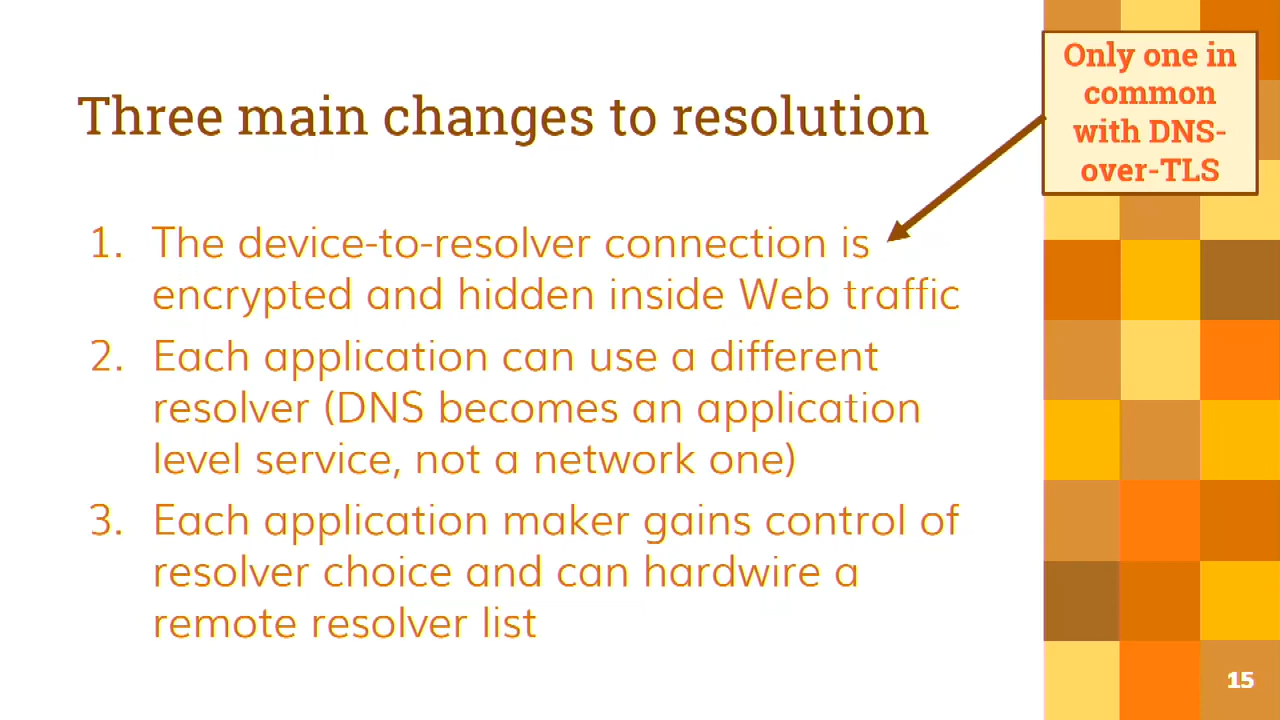 Only one in
common
with DNS-
over-TLS
Three main changes to resolution
1. The device-to-resolver connection is
encrypted and hidden inside Web traffic
2. Each application can use a different
resolver (DNS becomes an application
level service, not a network one)
3. Each application maker gains control of
resolver choice and can hardwire a
remote resolver list
15